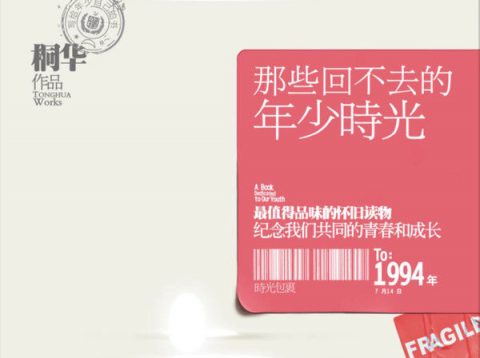 桐华
作品
TONGHUA
Works
那些回不去的
年少時光
A Book
Dedicated
to Our Youth
最值得品味的怀旧读物
纪念我们共同的青春和成长
To:
1994年
7月14日
時光包裹
FRAGILE